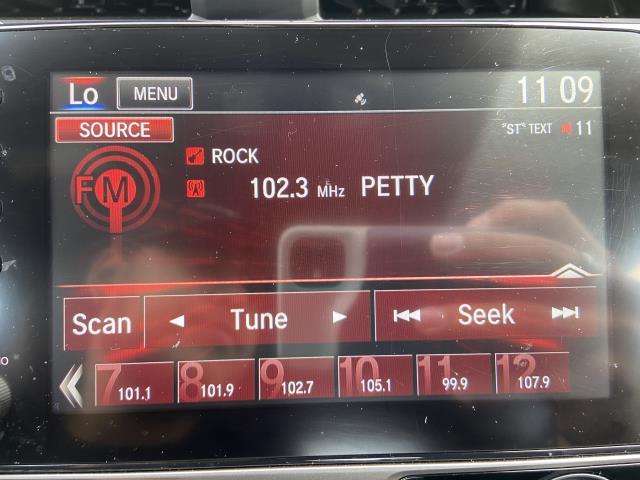 Lo MENU 11 09
SOURCE "ST" TEXT 11
FM ROCK
102.3 MHz PETTY
Scan Tune Seek
7 8 9 10 11 12
101.1 101.9 102.7 105.1 99.9 107.9